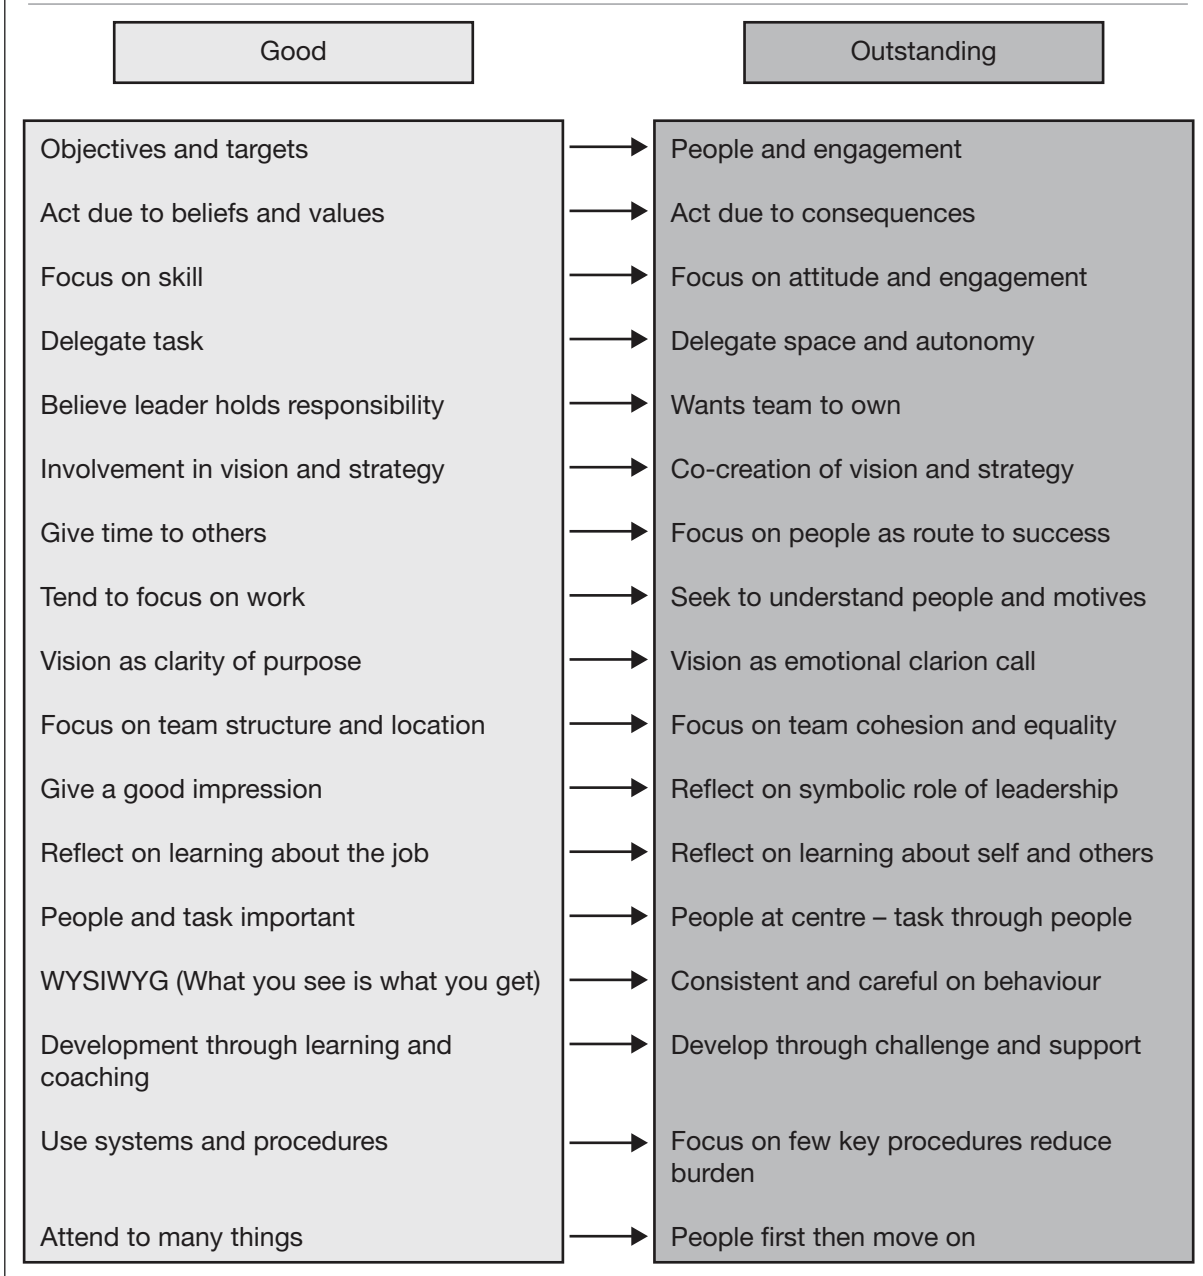 Good
Outstanding
Objectives and targets
People and engagement
Act due to beliefs and values
Act due to consequences
Focus on skill
Focus on attitude and engagement
Delegate task
Delegate space and autonomy
Believe leader holds responsibility
Wants team to own
Involvement in vision and strategy
Co-creation of vision and strategy
Give time to others
Focus on people as route to success
Tend to focus on work
Seek to understand people and motives
Vision as clarity of purpose
Vision as emotional clarion call
Focus on team structure and location
Focus on team cohesion and equality
Give a good impression
Reflect on symbolic role of leadership
Reflect on learning about the job
Reflect on learning about self and others
People and task important
People at centre – task through people
WYSIWYG (What you see is what you get)
Consistent and careful on behaviour
Development through learning and
coaching
Develop through challenge and support
Use systems and procedures
Focus on few key procedures reduce
burden
Attend to many things
People first then move on